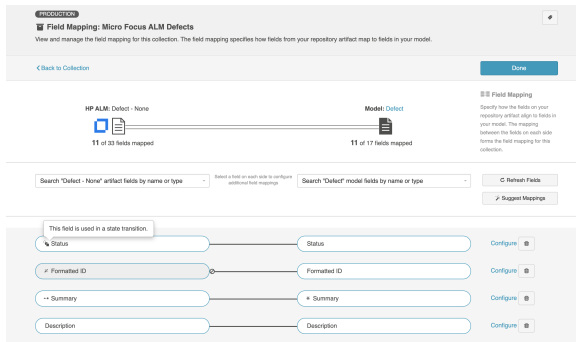 PRODUCTION
Field Mapping: Micro Focus ALM Defects
View and manage the field mapping for this collection. The field mapping specifies how fields from your repository artifact map to fields in your model.
Back to Collection
Done
HP ALM: Defect - None
11 of 33 fields mapped
Model: Defect
11 of 17 fields mapped
Field Mapping
Specify how the fields on your
repository artifact align to fields in
your model. The mapping
between the fields on each side
forms the field mapping for this
collection.
Search "Defect - None" artifact fields by name or type
Select a field on each side to configure
additional field mappings
Search "Defect" model fields by name or type
Refresh Fields
Suggest Mappings
This field is used in a state transition.
Status
Status
Configure
Formatted ID
Formatted ID
Configure
Summary
* Summary
Configure
Description
Description
Configure